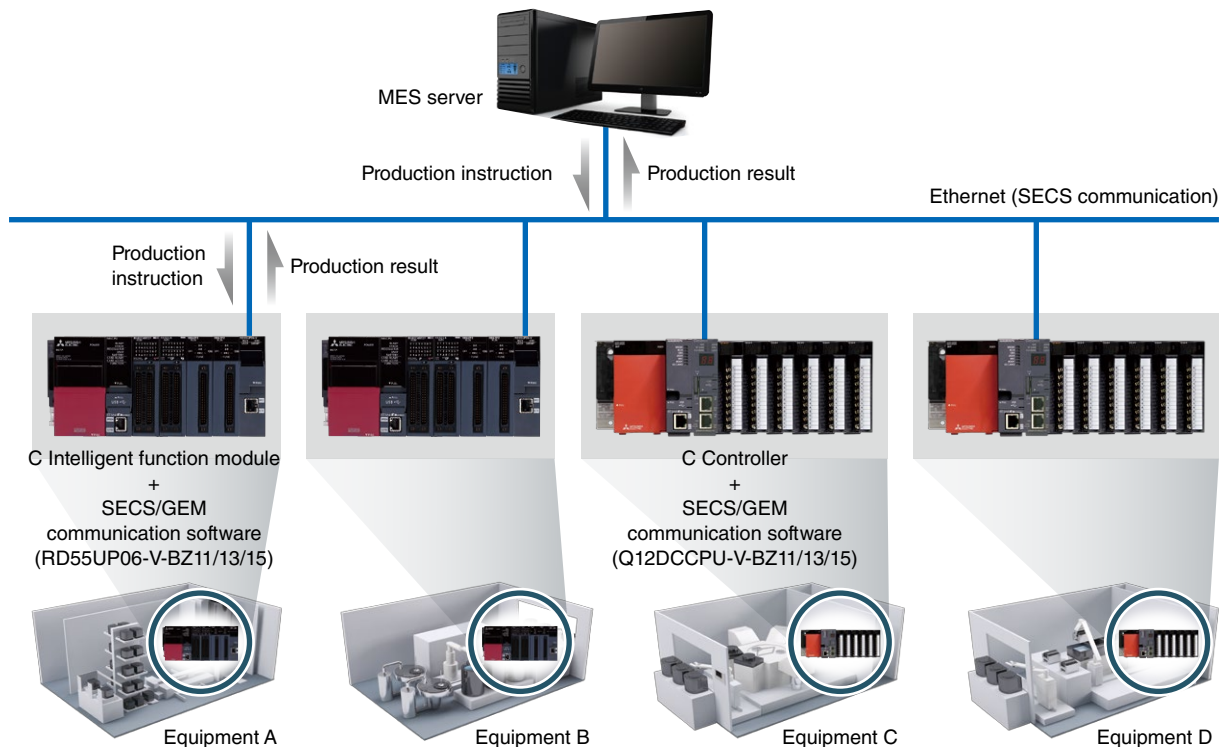 MES server
Production instruction
Production result
Ethernet (SECS communication)
Production
instruction
Production result
C Intelligent function module
+
SECS/GEM
communication software
(RD55UP06-V-BZ11/13/15)
C Controller
+
SECS/GEM
communication software
(Q12DCCPU-V-BZ11/13/15)
Equipment A
Equipment B
Equipment C
Equipment D